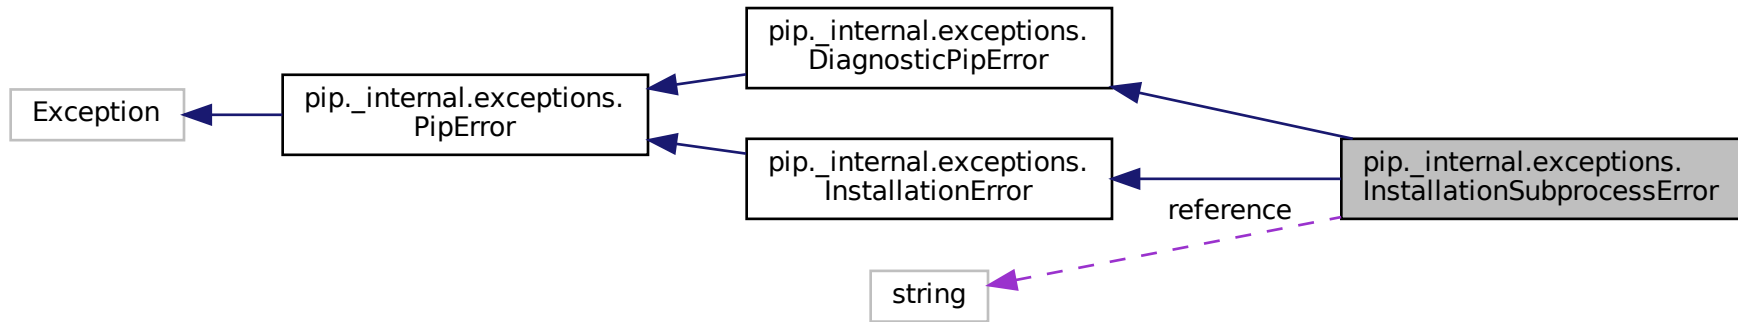 Exception
pip._internal.exceptions.
PipError
pip._internal.exceptions.
DiagnosticPipError
pip._internal.exceptions.
InstallationError
reference
string
pip._internal.exceptions.
InstallationSubprocessError